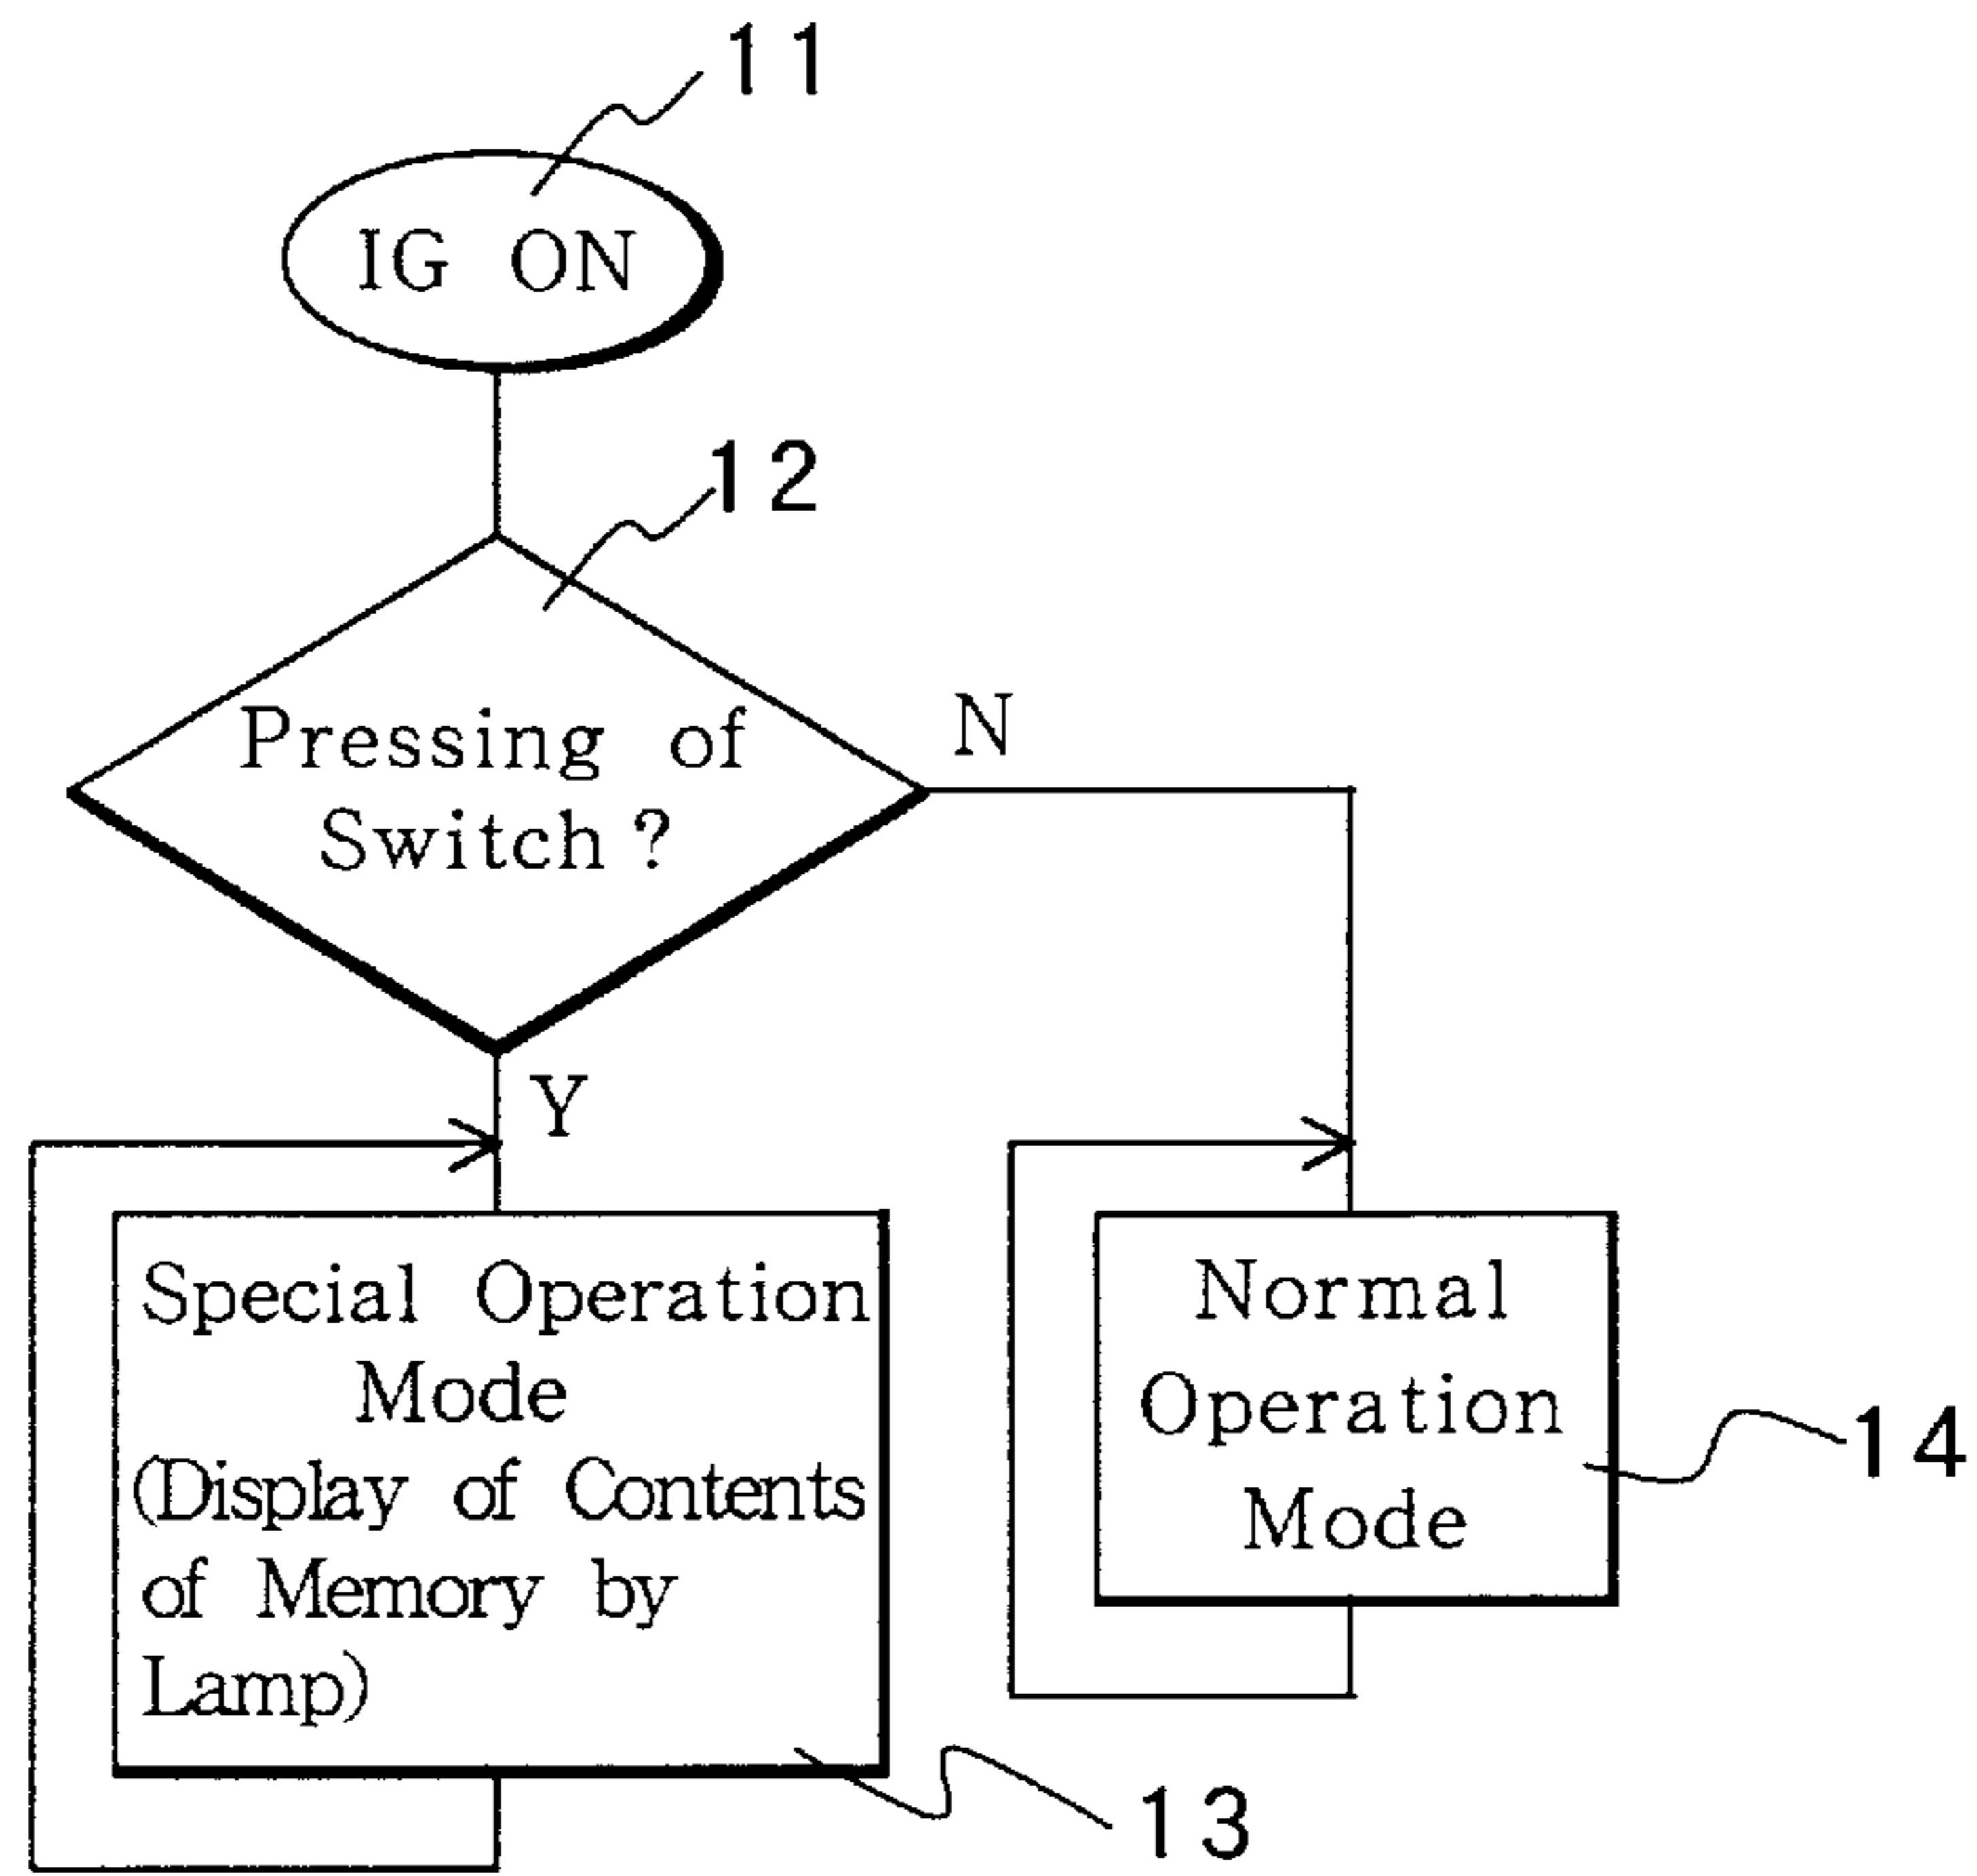 11
IG ON
12
Pressing of
Switch?
N
Y
Special Operation
Mode
(Display of Contents
of Memory by
Lamp)
13
Normal
Operation
Mode
14